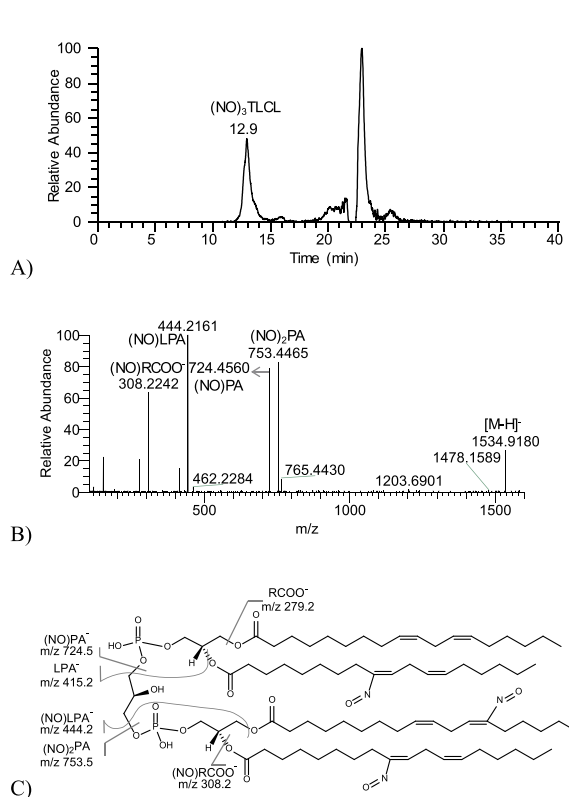 100
80
60
40
20
0
Relative Abundance
(NO)3TLCL
12.9
0 5 10 15 20 25 30 35 40
Time (min)
A)
100
80
60
40
20
0
Relative Abundance
444.2161
(NO)LPA
(NO)RCOO-
308.2242
724.4560
(NO)PA
(NO)2PA
753.4465
[M-H]-
1534.9180
1478.1589
462.2284
765.4430
1203.6901
500 1000 1500
m/z
B)
RCOO-
m/z 279.2
O
O
HO P O
O
(NO)PA-
m/z 724.5
H
O
LPA-
m/z 415.2
O
N
O
OH
(NO)LPA-
m/z 444.2
O
P O
OH
O
O
O
N
(NO)2PA
m/z 753.5
H
O
(NO)RCOO-
m/z 308.2
O
N
O
C)